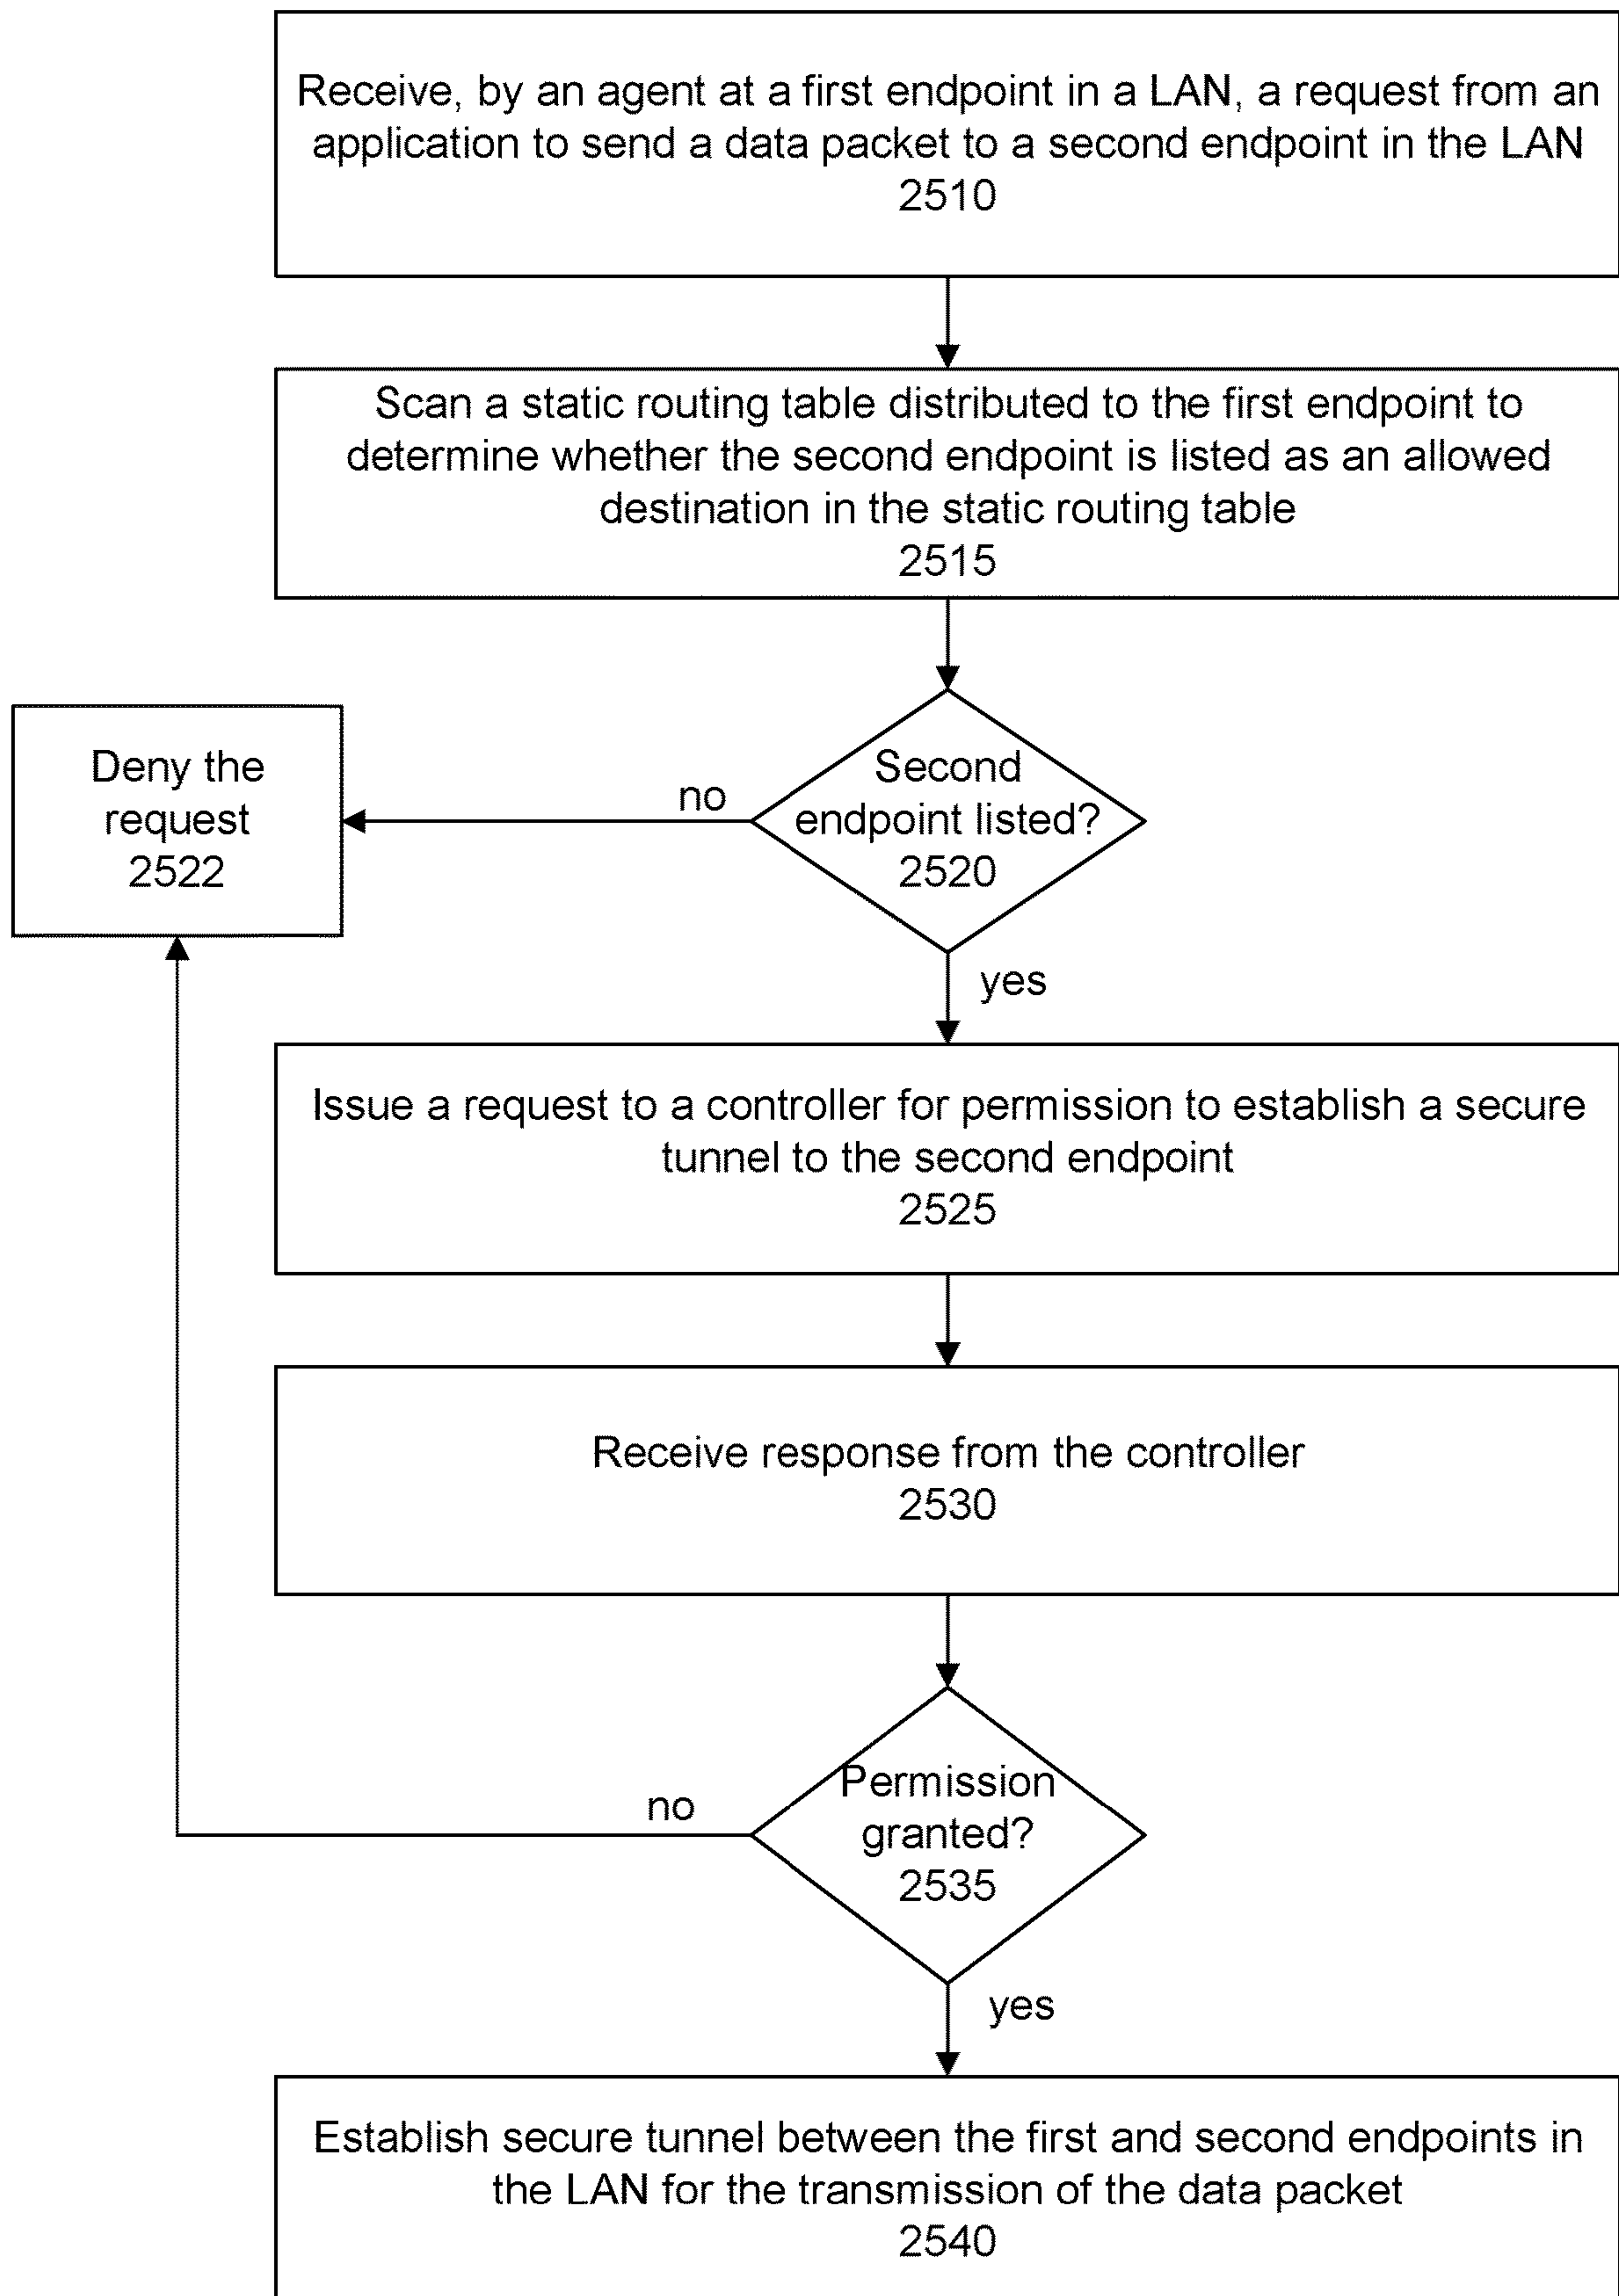 Receive, by an agent at a first endpoint in a LAN, a request from an
application to send a data packet to a second endpoint in the LAN
2510
Scan a static routing table distributed to the first endpoint to
determine whether the second endpoint is listed as an allowed
destination in the static routing table
2515
Second
endpoint listed?
2520
no
Deny the
request
2522
yes
Issue a request to a controller for permission to establish a secure
tunnel to the second endpoint
2525
Receive response from the controller
2530
Permission
granted?
2535
no
yes
Establish secure tunnel between the first and second endpoints in
the LAN for the transmission of the data packet
2540